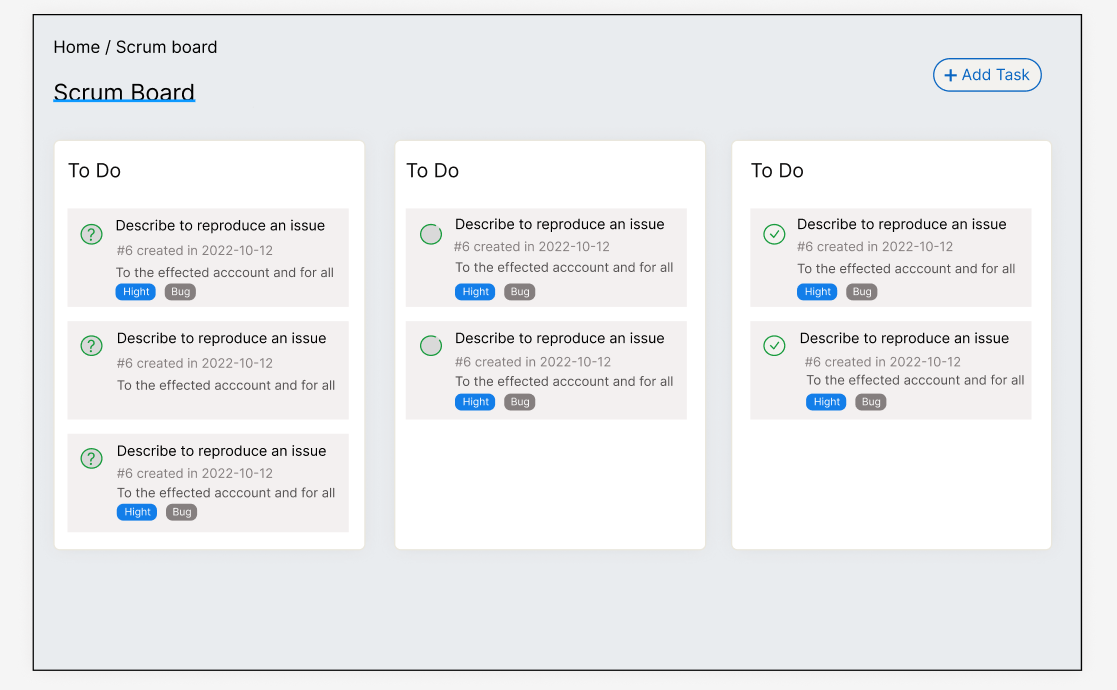 Home / Scrum board
Scrum Board
+ Add Task
To Do
Describe to reproduce an issue
#6 created in 2022-10-12
To the effected acccount and for all
Hight Bug
Describe to reproduce an issue
#6 created in 2022-10-12
To the effected acccount and for all
Describe to reproduce an issue
#6 created in 2022-10-12
To the effected acccount and for all
Hight Bug
To Do
Describe to reproduce an issue
#6 created in 2022-10-12
To the effected acccount and for all
Hight Bug
Describe to reproduce an issue
#6 created in 2022-10-12
To the effected acccount and for all
Hight Bug
To Do
Describe to reproduce an issue
#6 created in 2022-10-12
To the effected acccount and for all
Hight Bug
Describe to reproduce an issue
#6 created in 2022-10-12
To the effected acccount and for all
Hight Bug